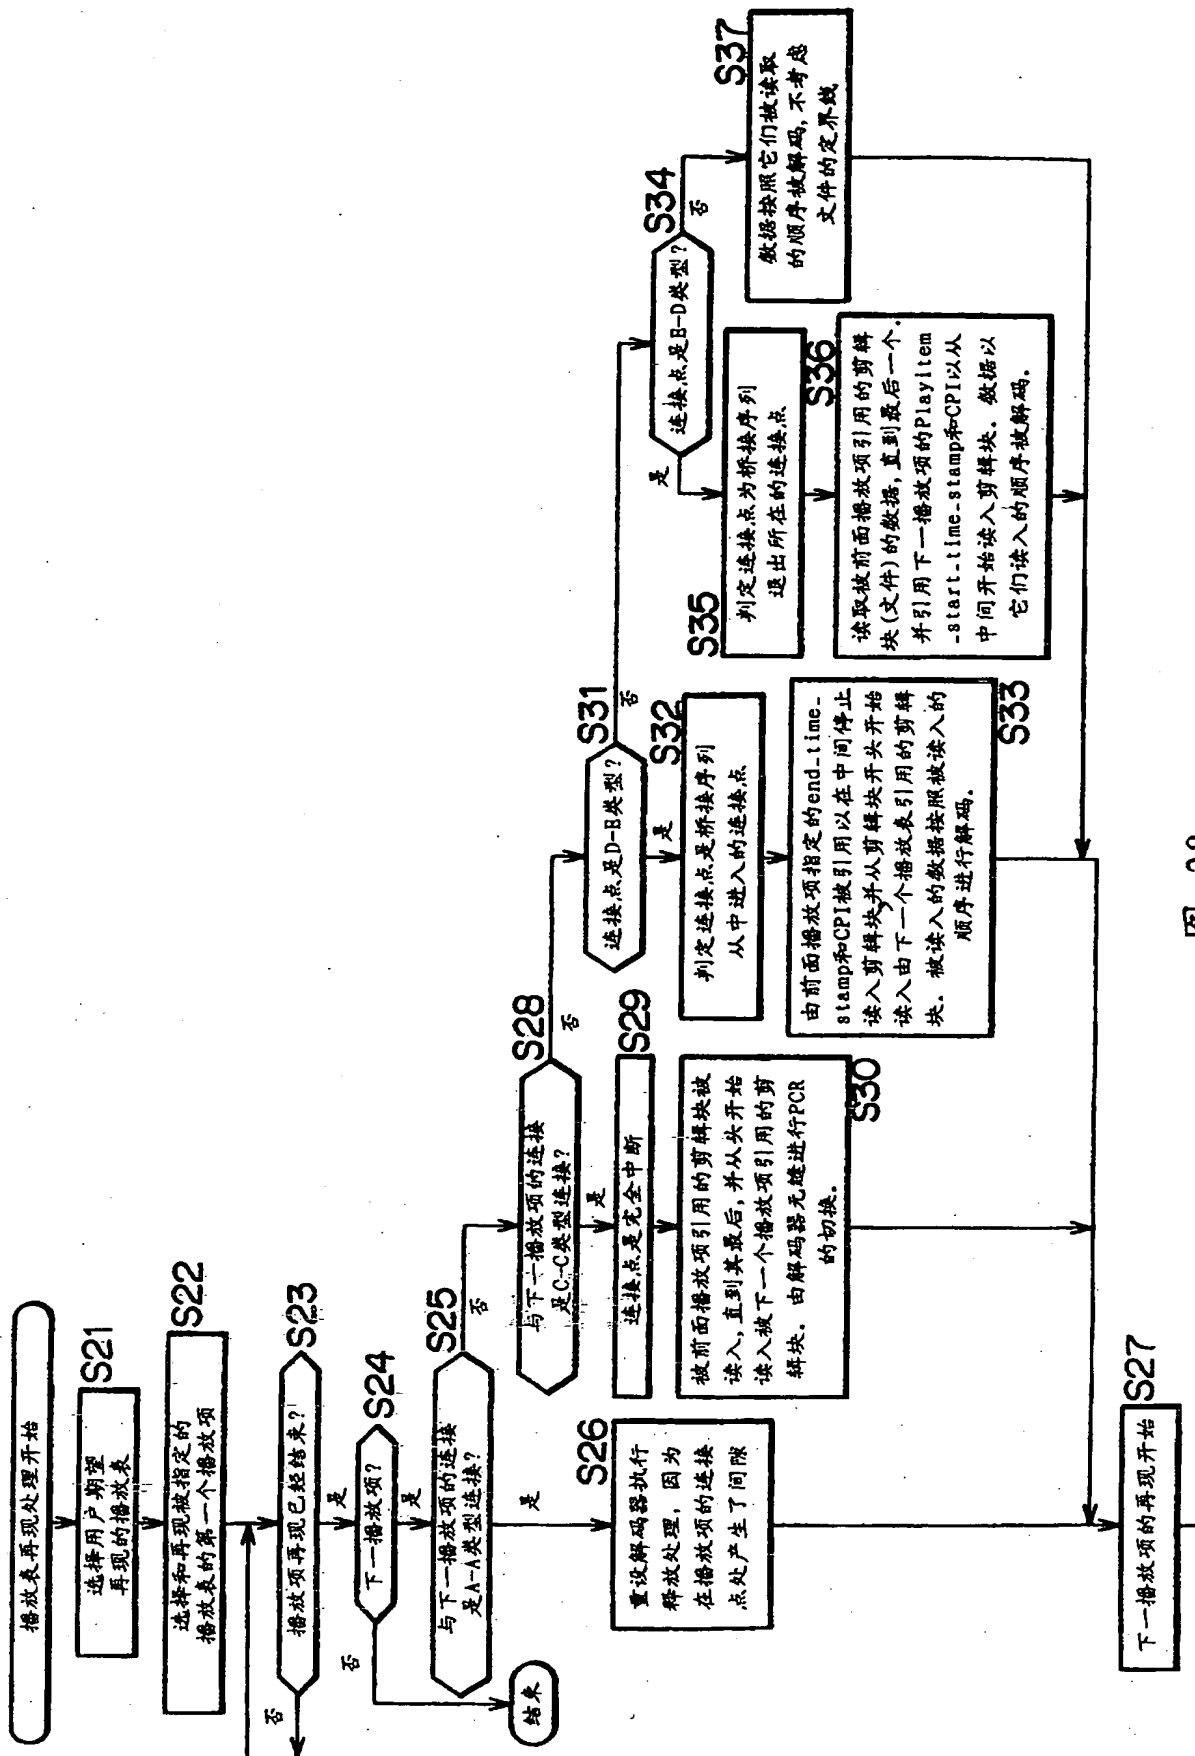 播放表再现处理开始
S21
选择用户期望
再现的播放表
S22
选择和再现被指定的
播放表的第一个播放项
S23
播放项再现已经结束?
否
是
S24
下一播放项?
否
是
结束
S25
与下一播放项的连接
是A-A类型连接?
否
是
S26
重设解码器执行
释放处理, 因为
在播放项的连接
点处产生了间隙
S27
下一播放项的再现开始
S28
与下一播放项的连接
是C-C类型连接?
否
是
S29
连接点是完全中断
S30
被前面播放项引用的剪辑块被
读入, 直到其最后, 并从头开始
读入被下一个播放项引用的剪
辑块. 由解码器无缝进行PCR
的切换.
S31
连接点是D-B类型?
否
是
S32
判定连接点是桥接序列
从中进入的连接点
S33
由前面播放项指定的end_time_
stamp和CPI被引用以在中间停止
读入剪辑块, 并从剪辑块开头开始
读入由下一个播放表引用的剪辑
块. 被读入的数据按照被读入的
顺序进行解码.
S34
连接点是B-D类型?
否
是
S35
判定连接点为桥接序列
退出所在的连接点
S36
读取被前面播放项引用的剪辑
块(文件)的数据, 直到最后一个.
并引用下一播放项的PlayItem
_start_time_stamp和CPI以从
中间开始读入剪辑块. 数据以
它们读入的顺序被解码.
S37
数据按照它们被读取
的顺序被解码, 不考虑
文件的定界线